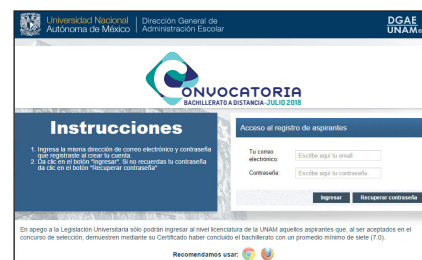 Universidad Nacional
Autónoma de México
Dirección General de
Administración Escolar
DGAE
UNAM
CONVOCATORIA
BACHILLERATO A DISTANCIA-JULIO 2018
Instrucciones
1. Ingresa la misma dirección de correo electrónico y contraseña
que registraste al crear tu cuenta.
2. Da clic en el botón "Ingresar". Si no recuerdas tu contraseña
da clic en el botón "Recuperar contraseña"
Acceso al registro de aspirantes
Tu correo
electrónico:
Escribe aquí tu email
Contraseña:
Escribe aquí tu contraseña
Ingresar
Recuperar contraseña
En apego a la Legislación Universitaria sólo podrán ingresar al nivel licenciatura de la UNAM aquellos aspirantes que, al ser aceptados en el
concurso de selección, demuestren mediante su Certificado haber concluido el bachillerato con un promedio mínimo de siete (7.0).
Recomendamos usar: